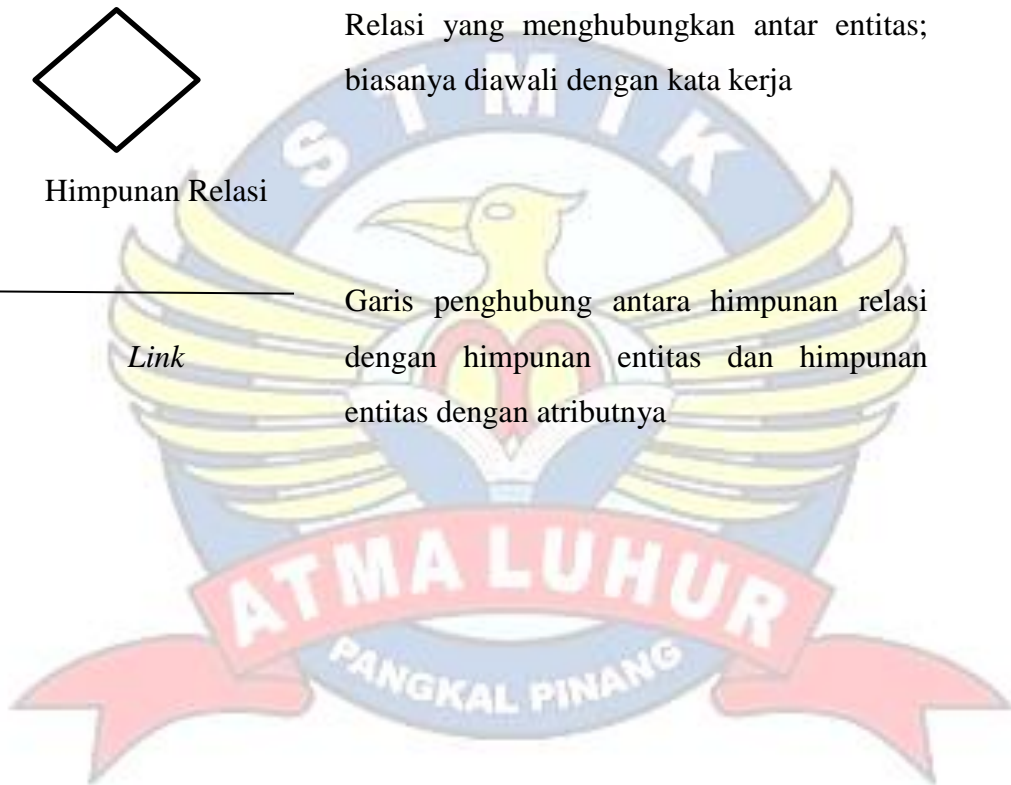 Relasi yang menghubungkan antar entitas;
biasanya diawali dengan kata kerja
Himpunan Relasi
Garis penghubung antara himpunan relasi
Link
dengan himpunan entitas dan himpunan
entitas dengan atributnya
STMIK
ATMA LUHUR
PANGKAL PINANG